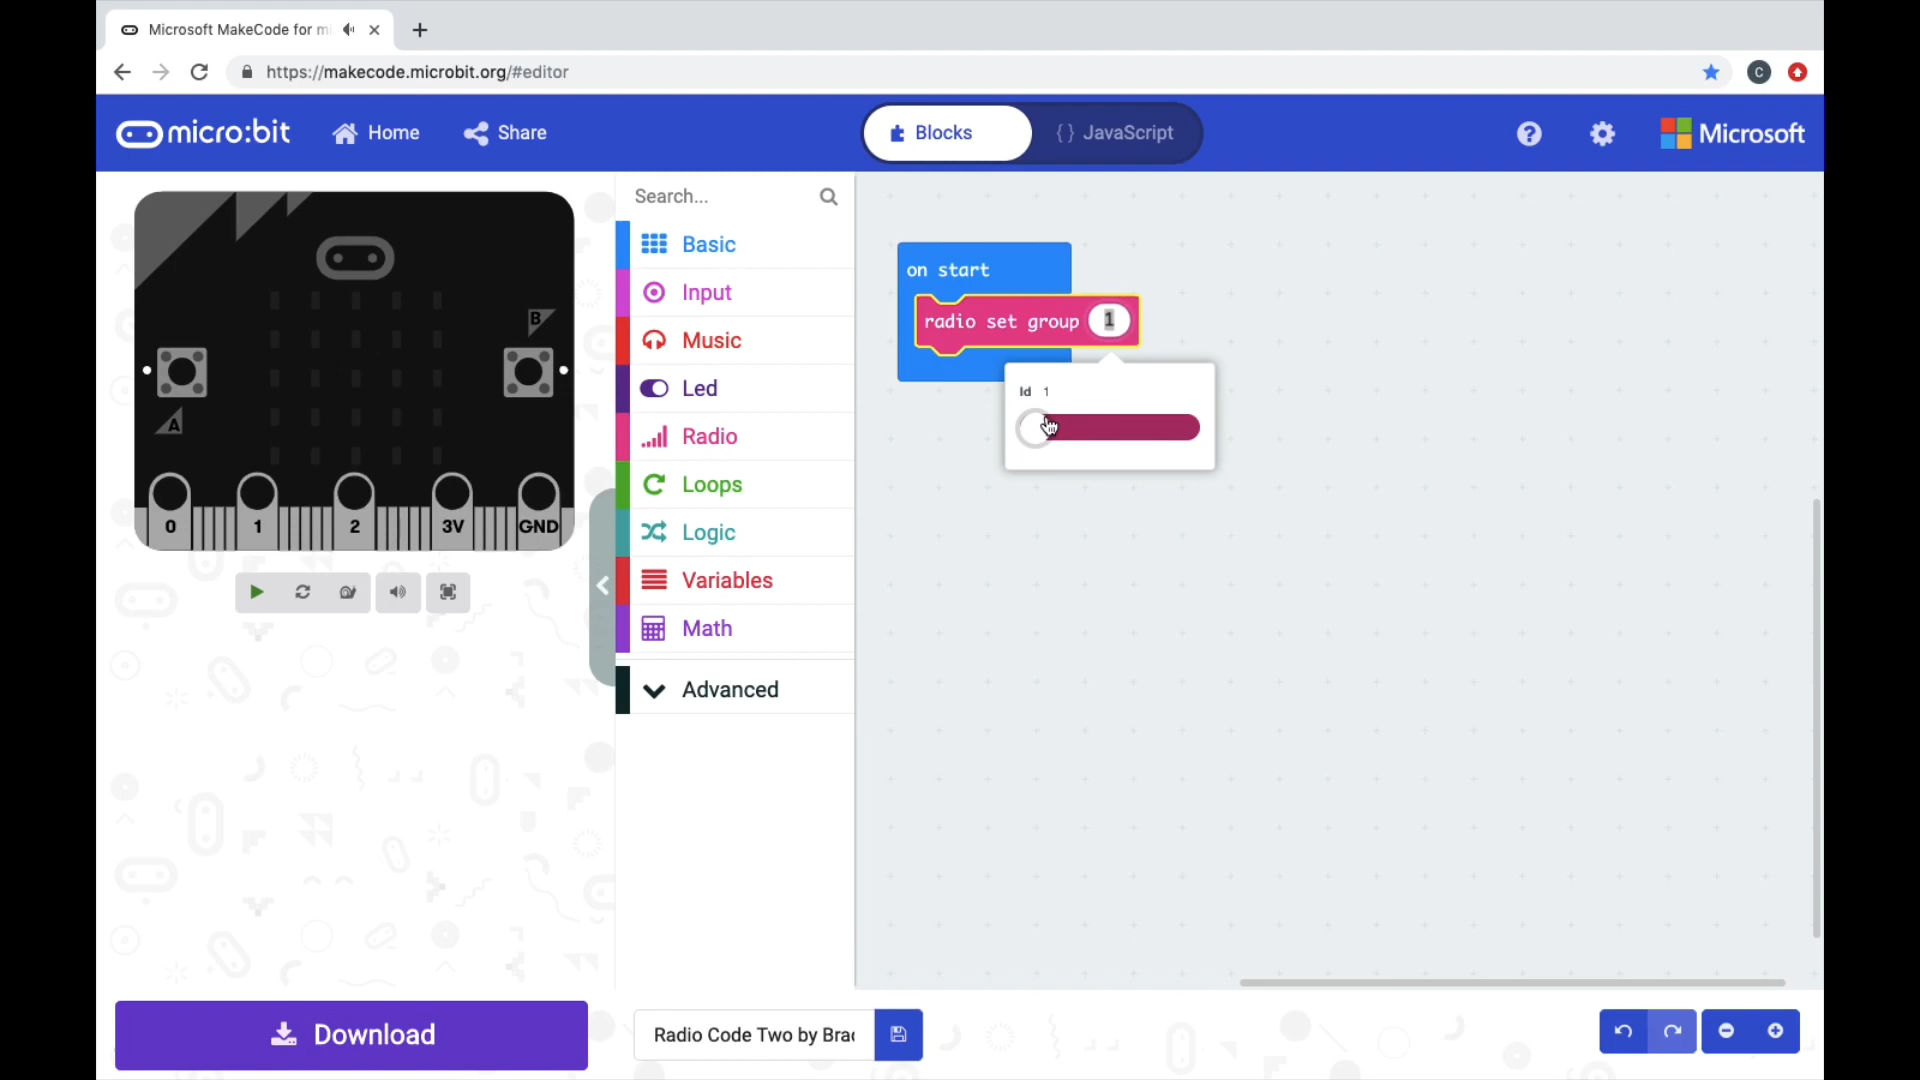 Microsoft MakeCode for mi
https://makecode.microbit.org/#editor
C
micro:bit
Home
Share
Blocks
{ } JavaScript
?
Microsoft
Search...
Basic
Input
Music
Led
Radio
Loops
Logic
Variables
Math
Advanced
B
A
0
1
2
3V
GND
on start
radio set group 1
Id 1
Download
Radio Code Two by Brad